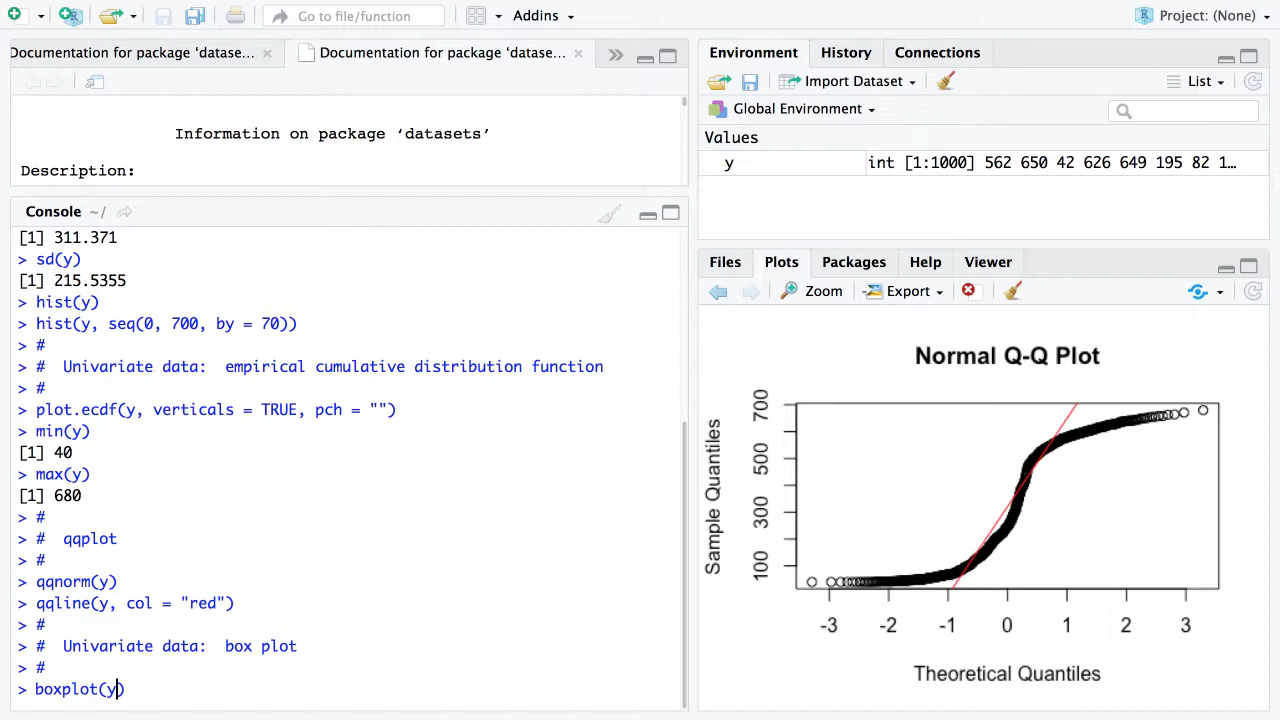 Go to file/function
Addins
Project: (None)
Documentation for package ‘datase...
Documentation for package ‘datase...
Information on package ‘datasets’
Description:
Console ~/
[1] 311.371
> sd(y)
[1] 215.5355
> hist(y)
> hist(y, seq(0, 700, by = 70))
> #
> #  Univariate data:  empirical cumulative distribution function
> #
> plot.ecdf(y, verticals = TRUE, pch = "")
> min(y)
[1] 40
> max(y)
[1] 680
> #
> #  qqplot
> #
> qqnorm(y)
> qqline(y, col = "red")
> #
> #  Univariate data:  box plot
> #
> boxplot(y)
Environment History Connections
Import Dataset List
Global Environment
Values
y int [1:1000] 562 650 42 626 649 195 82 1...
Files Plots Packages Help Viewer
Zoom Export
Normal Q-Q Plot
Sample Quantiles
700
500
300
100
-3 -2 -1 0 1 2 3
Theoretical Quantiles